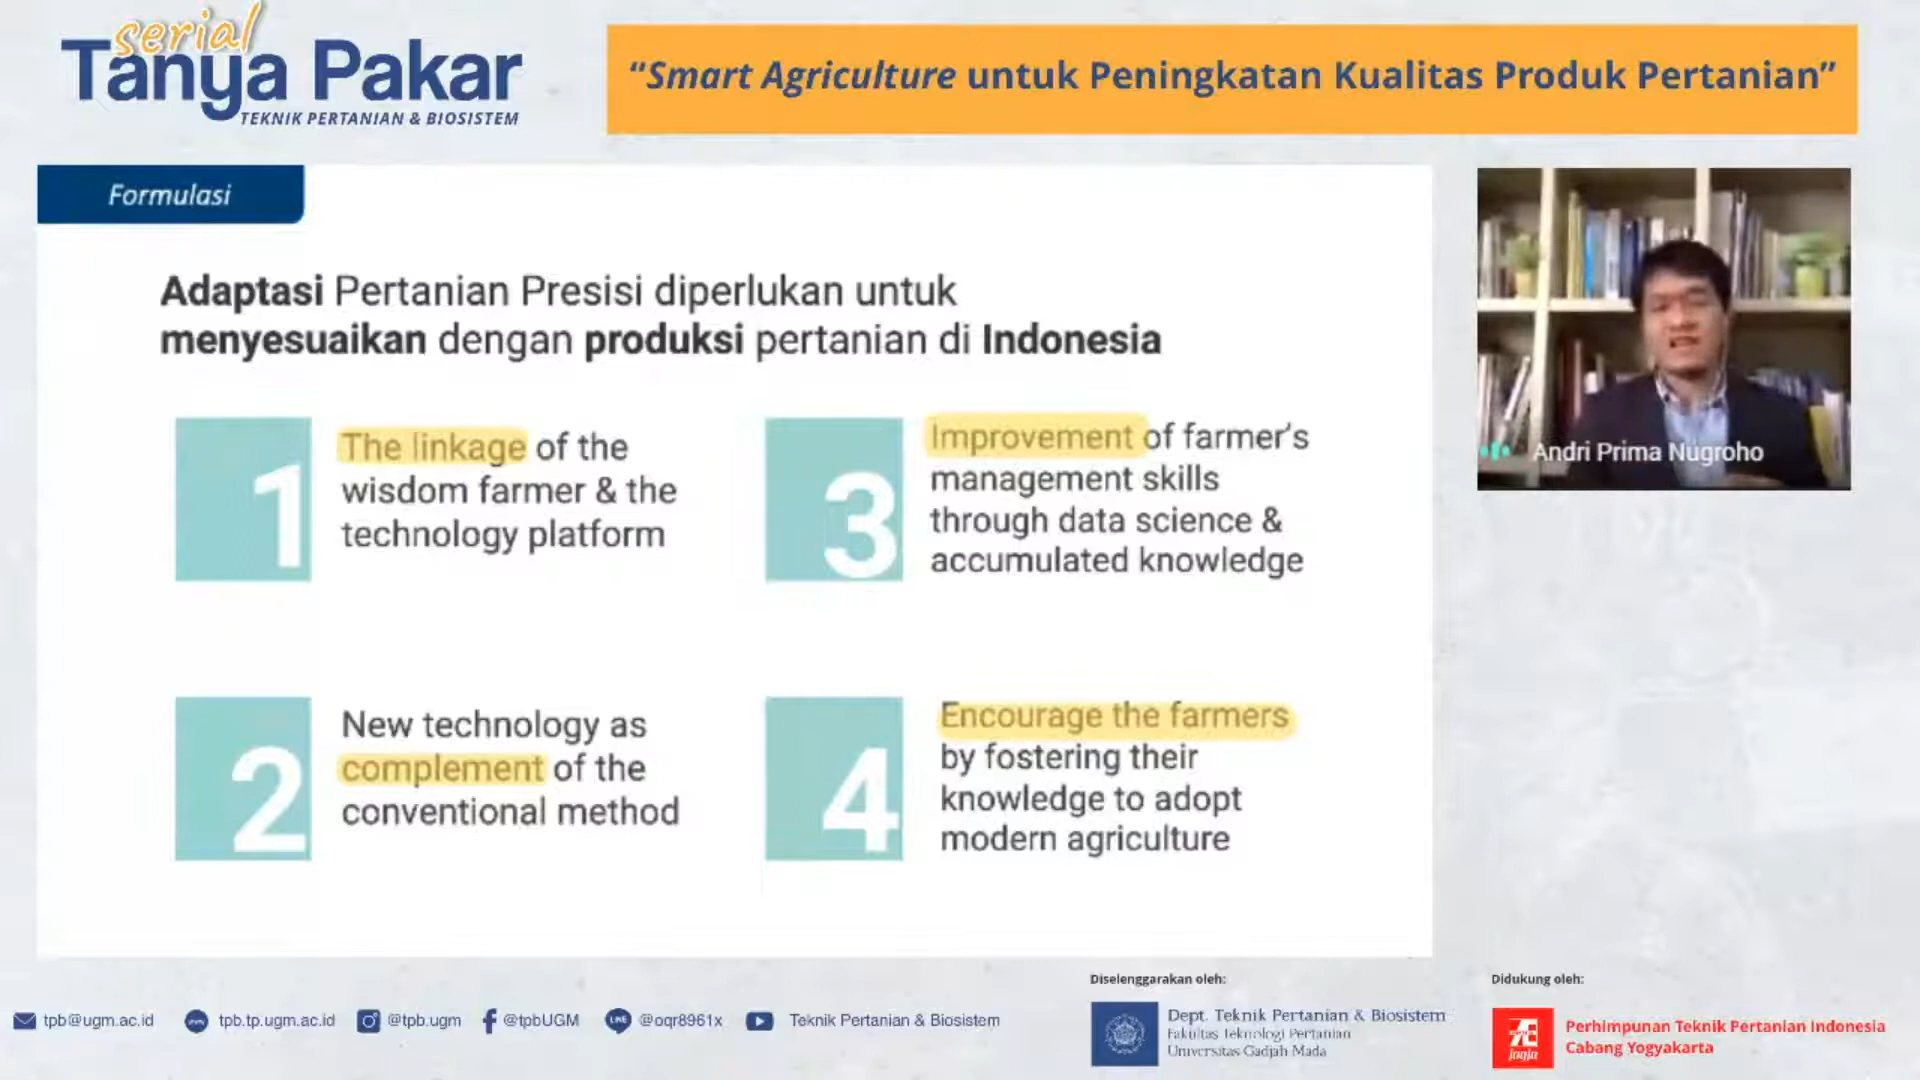 serial
Tanya Pakar
TEKNIK PERTANIAN & BIOSISTEM
“Smart Agriculture untuk Peningkatan Kualitas Produk Pertanian”
Formulasi
Adaptasi Pertanian Presisi diperlukan untuk
menyesuaikan dengan produksi pertanian di Indonesia
1
The linkage of the
wisdom farmer & the
technology platform
2
New technology as
complement of the
conventional method
3
Improvement of farmer's
management skills
through data science &
accumulated knowledge
4
Encourage the farmers
by fostering their
knowledge to adopt
modern agriculture
Andri Prima Nugroho
tpb@ugm.ac.id
tpb.tp.ugm.ac.id
@tpb.ugm
@tpbUGM
LINE
@oqr8961x
Teknik Pertanian & Biosistem
Diselenggarakan oleh:
Dept. Teknik Pertanian & Biosistem
Fakultas Teknologi Pertanian
Universitas Gadjah Mada
Didukung oleh:
jogja
Perhimpunan Teknik Pertanian Indonesia
Cabang Yogyakarta